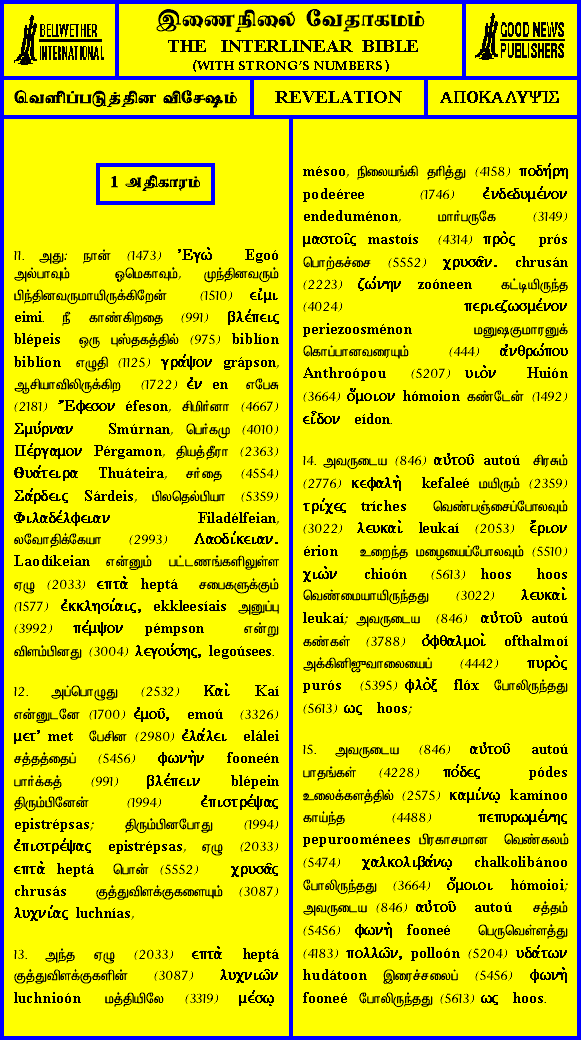 BELLWETHER
INTERNATIONAL
இணைநிலை வேதாகமம்
THE INTERLINEAR BIBLE
(WITH STRONG'S NUMBERS)
GOOD NEWS
PUBLISHERS
வெளிப்படுத்தின விசேஷம்
REVELATION
ΑΠΟΚΑΛΥΨΙΣ
1 அதிகாரம்
11. அது: நான் (1473) Ἐγὼ Egoó
அல்பாவும் ஓமெகாவும், முந்தினவரும்
பிந்தினவருமாயிருக்கிறேன் (1510) εἰμι
eimi. நீ காண்கிறதை (991) βλέπεις
blépeis ஒரு புஸ்தகத்தில் (975) biblíon
biblíon எழுதி (1125) γράψον grápson,
ஆசியாவிலிருக்கிற (1722) ἐν en எபேசு
(2181) Ἔφεσον éfeson, சிமிர்னா (4667)
Σμύρναν Smúrnan, பெர்கமு (4010)
Πέργαμον Pérgamon, தியத்தீரா (2363)
Θυάτειρα Thuáteira, சர்தை (4554)
Σάρδεις Sárdeis, பிலதெல்பியா (5359)
Φιλαδέλφειαν Filadélfeian,
லவோதிக்கேயா (2993) Λαοδίκειαν.
Laodíkeian என்னும் பட்டணங்களிலுள்ள
ஏழு (2033) επτὰ heptá சபைகளுக்கும்
(1577) ἐκκλησίαις, ekkleesíais அனுப்பு
(3992) πέμψον pémpson என்று
விளம்பினது (3004) λεγούσης, legoúsees.
12. அப்பொழுது (2532) Καὶ Kaí
என்னுடனே (1700) ἐμοῦ, emoú (3326)
μετ' met பேசின (2980) ἐλάλει elálei
சத்தத்தைப் (5456) φωνὴν fooneén
பார்க்கத் (991) βλέπειν blépein
திரும்பினேன் (1994) ἐπιστρέψας
epistrépsas; திரும்பினபோது (1994)
ἐπιστρέψας epistrépsas, ஏழு (2033)
επτὰ heptá பொன் (5552) χρυσᾶς
chrusás குத்துவிளக்குகளையும் (3087)
λυχνίας luchnías,
13. அந்த ஏழு (2033) επτὰ heptá
குத்துவிளக்குகளின் (3087) λυχνιῶν
luchnioón மத்தியிலே (3319) μέσῳ
mésoo, நிலையங்கி தரித்து (4158) ποδήρη
podeéree (1746) ἐνδεδυμένον
endeduménon, மார்பருகே (3149)
μαστοῖς mastoís (4314) πρὸς prós
பொற்கச்சை (5552) χρυσᾶν. chrusán
(2223) ζώνην zoóneen கட்டியிருந்த
(4024) περιεζωσμένον
periezoosménon மனுஷகுமாரனுக்
கொப்பானவரையும் (444) ἀνθρώπου
Anthroópou (5207) υιὸν Huión
(3664) ὅμοιον hómoion கண்டேன் (1492)
εἶδον eídon.
14. அவருடைய (846) αὐτοῦ autoú சிரசும்
(2776) κεφαλὴ kefaleé மயிரும் (2359)
τρίχες tríches வெண்பஞ்சைப்போலவும்
(3022) λευκαὶ leukaí (2053) ἔριον
érion உறைந்த மழையைப்போலவும் (5510)
χιὼν chioón (5613) hoos hoos
வெண்மையாயிருந்தது (3022) λευκαὶ
leukaí; அவருடைய (846) αὐτοῦ autoú
கண்கள் (3788) ὀφθαλμοὶ ofthalmoí
அக்கினிஜுவாலையைப் (4442) πυρὸς
purós (5395) φλὸξ flóx போலிருந்தது
(5613) ως hoos;
15. அவருடைய (846) αὐτοῦ autoú
பாதங்கள் (4228) πόδες pódes
உலைக்களத்தில் (2575) καμίνῳ kamínoo
காய்ந்த (4488) πεπυρωμένης
pepurooménees பிரகாசமான வெண்கலம்
(5474) χαλκολιβάνῳ chalkolibánoo
போலிருந்தது (3664) ὅμοιοι hómoioi;
அவருடைய (846) αὐτοῦ autoú சத்தம்
(5456) φωνὴ fooneé பெருவெள்ளத்து
(4183) πολλῶν, polloón (5204) υδάτων
hudátoon இரைச்சலைப் (5456) φωνὴ
fooneé போலிருந்தது (5613) ως hoos.